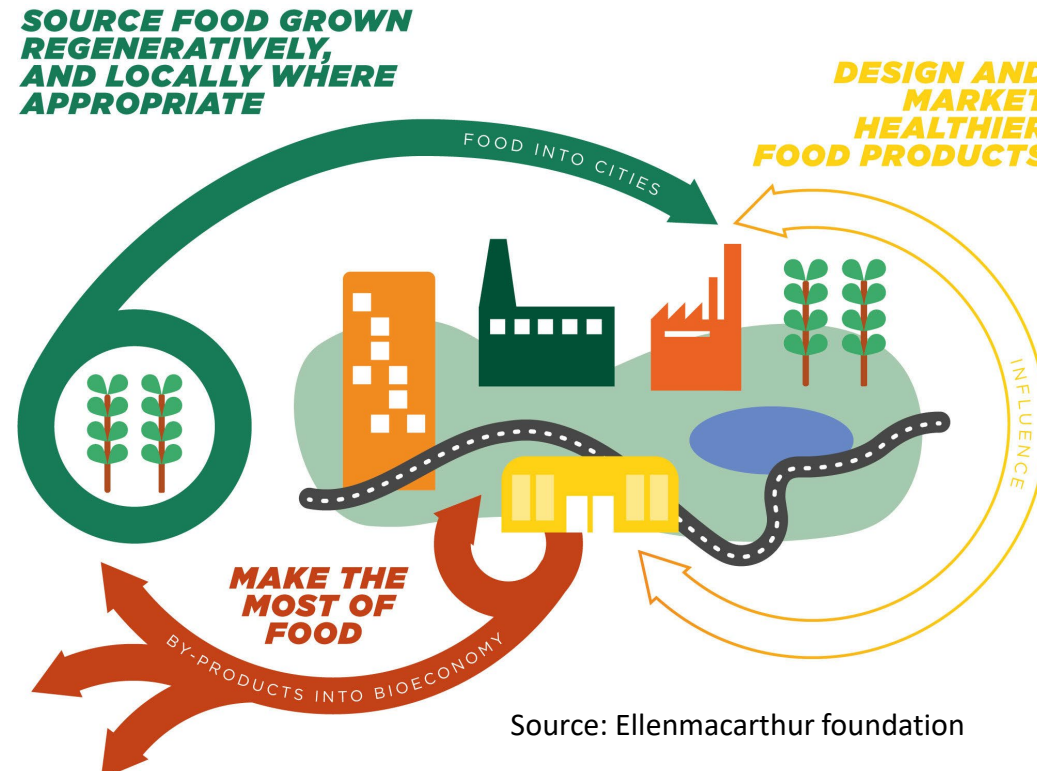 SOURCE FOOD GROWN
REGENERATIVELY,
AND LOCALLY WHERE
APPROPRIATE
DESIGN AND
MARKET
HEALTHIER
FOOD PRODUCTS
FOOD INTO CITIES
INFLUENCE
MAKE THE
MOST OF
FOOD
BY-PRODUCTS INTO BIOECONOMY
Source: Ellenmacarthur foundation